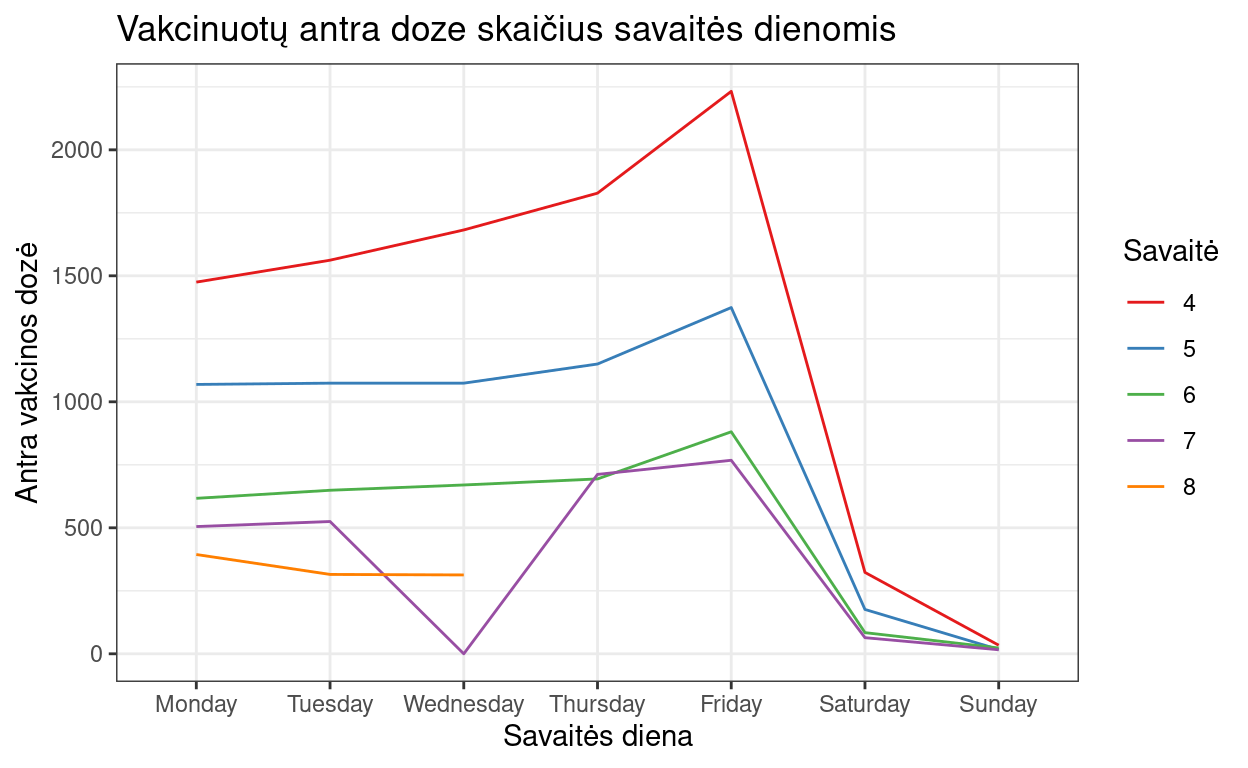 Vakcinuotų antra doze skaičius savaitės dienomis
Antra vakcinos dozė
2000
1500
1000
500
0
Monday Tuesday Wednesday Thursday Friday Saturday Sunday
Savaitės diena
Savaitė
4
5
6
7
8